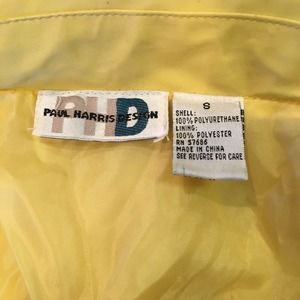 PHD
PAUL HARRIS DESIGN
S
SHELL:
100% POLYURETHANE
LINING:
100% POLYESTER
RN 57686
MADE IN CHINA
SEE REVERSE FOR CARE